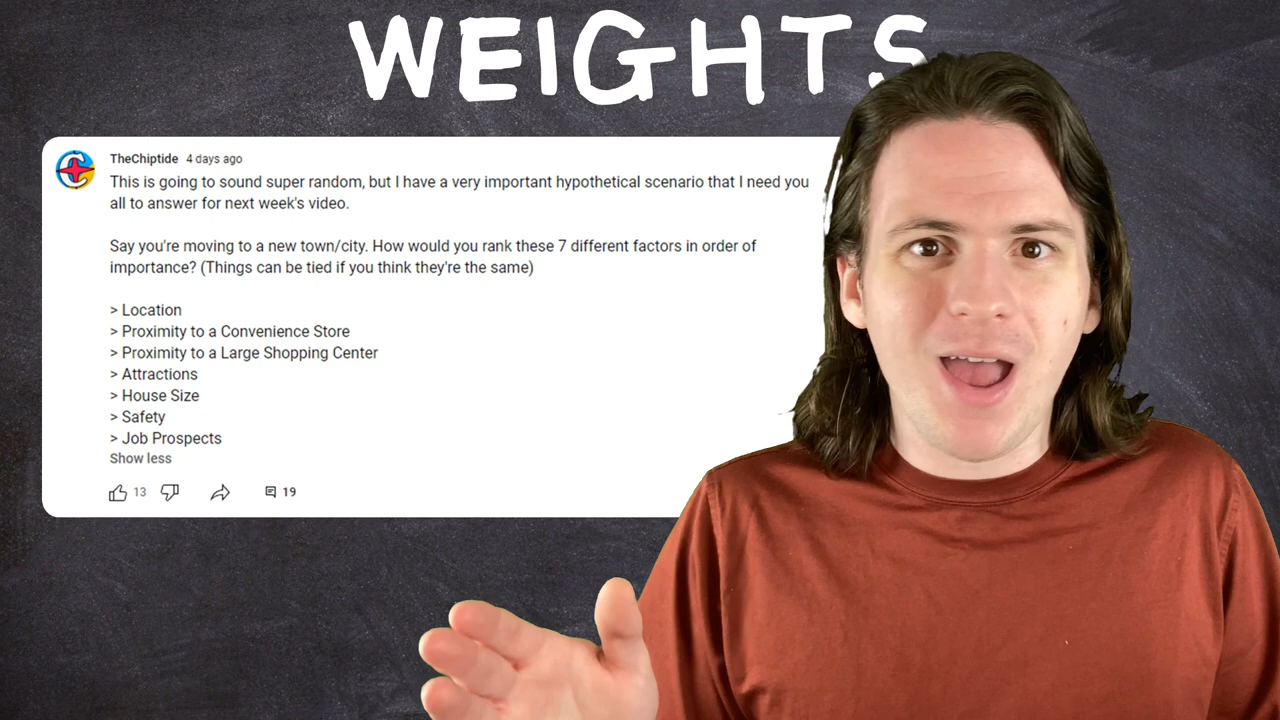 WEIGHTS
TheChiptide 4 days ago
This is going to sound super random, but I have a very important hypothetical scenario that I need you
all to answer for next week's video.
Say you're moving to a new town/city. How would you rank these 7 different factors in order of
importance? (Things can be tied if you think they're the same)
> Location
> Proximity to a Convenience Store
> Proximity to a Large Shopping Center
> Attractions
> House Size
> Safety
> Job Prospects
Show less
13 19